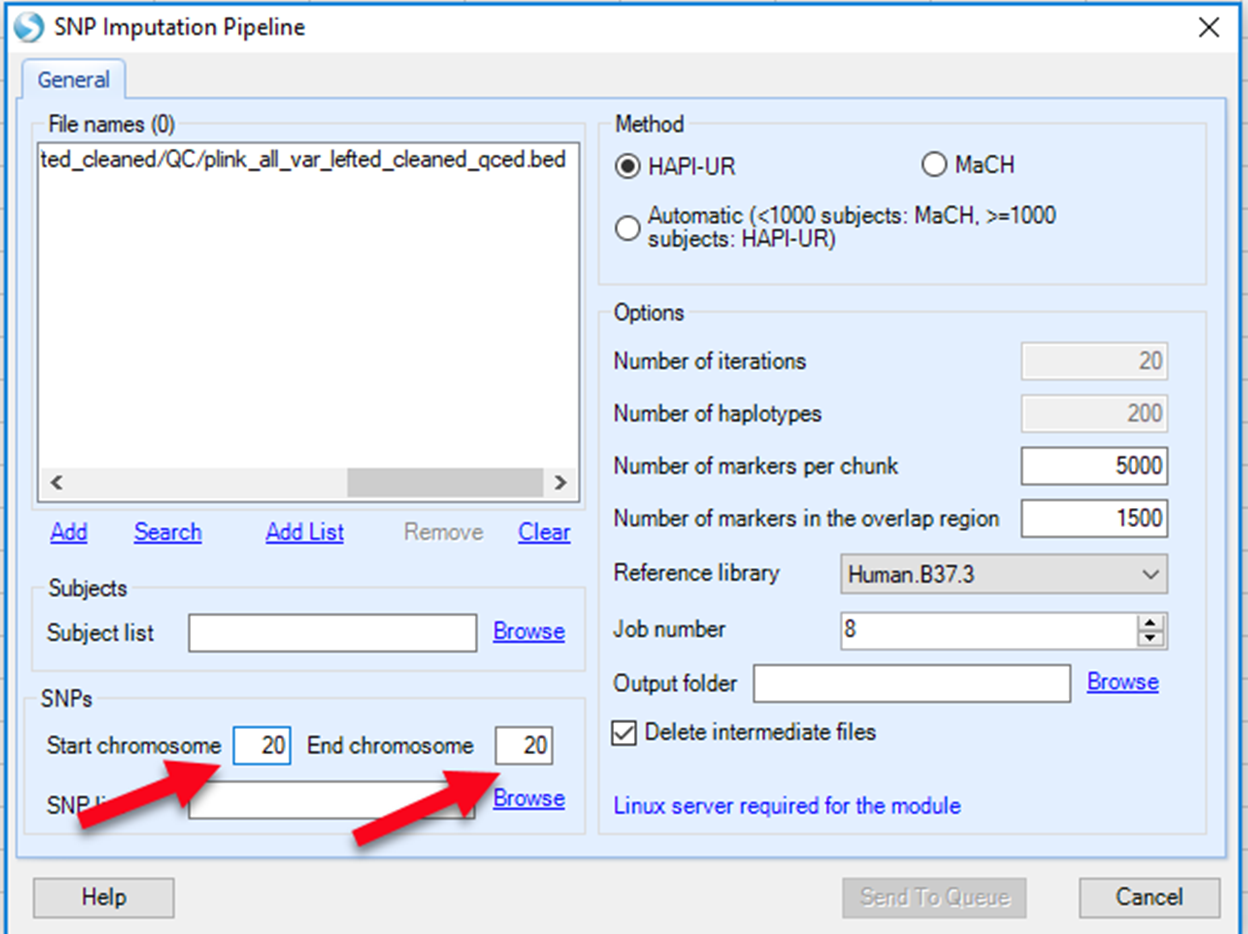 SNP Imputation Pipeline
General
File names (0)
ted_cleaned/QC/plink_all_var_lefted_cleaned_qced.bed
Add Search Add List Remove Clear
Subjects
Subject list Browse
SNPs
Start chromosome 20 End chromosome 20
SNP Browse
Method
HAPI-UR MaCH
Automatic (<1000 subjects: MaCH, >=1000
subjects: HAPI-UR)
Options
Number of iterations 20
Number of haplotypes 200
Number of markers per chunk 5000
Number of markers in the overlap region 1500
Reference library Human.B37.3
Job number 8
Output folder Browse
Delete intermediate files
Linux server required for the module
Help Send To Queue Cancel